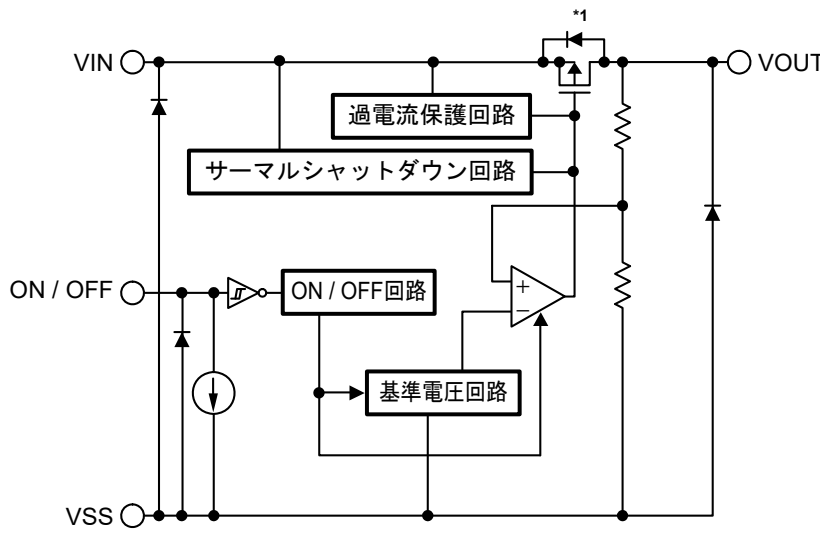 *1
VIN
VOUT
過電流保護回路
サーマルシャットダウン回路
ON / OFF
ON / OFF回路
+
−
基準電圧回路
VSS